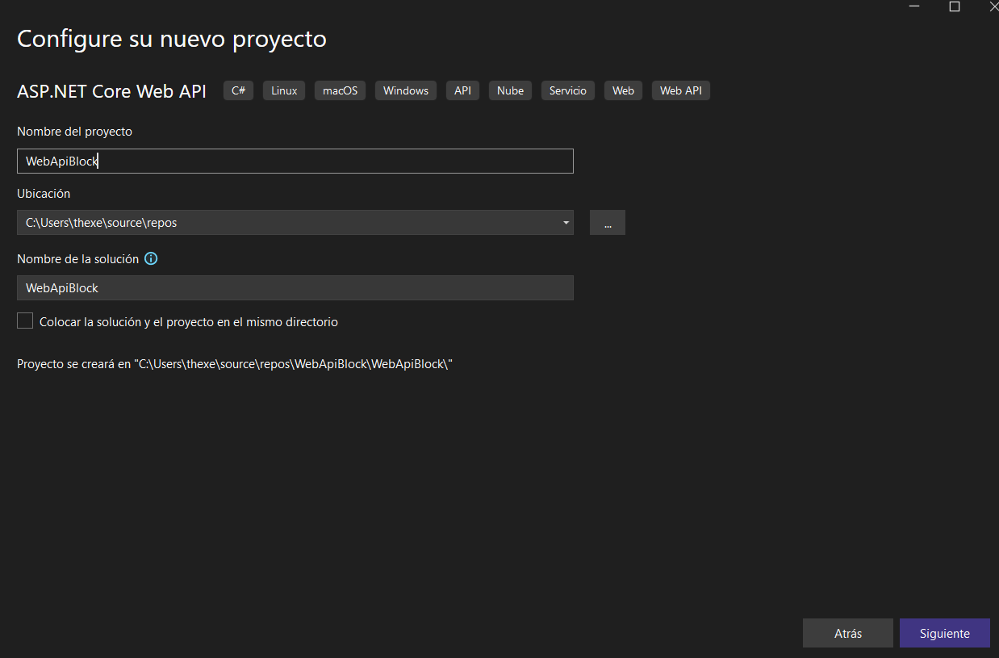 Configure su nuevo proyecto
ASP.NET Core Web API C# Linux macOS Windows API Nube Servicio Web Web API
Nombre del proyecto
WebApiBlock
Ubicación
C:\Users\thexe\source\repos
...
Nombre de la solución
WebApiBlock
Colocar la solución y el proyecto en el mismo directorio
Proyecto se creará en "C:\Users\thexe\source\repos\WebApiBlock\WebApiBlock\"
Atrás Siguiente